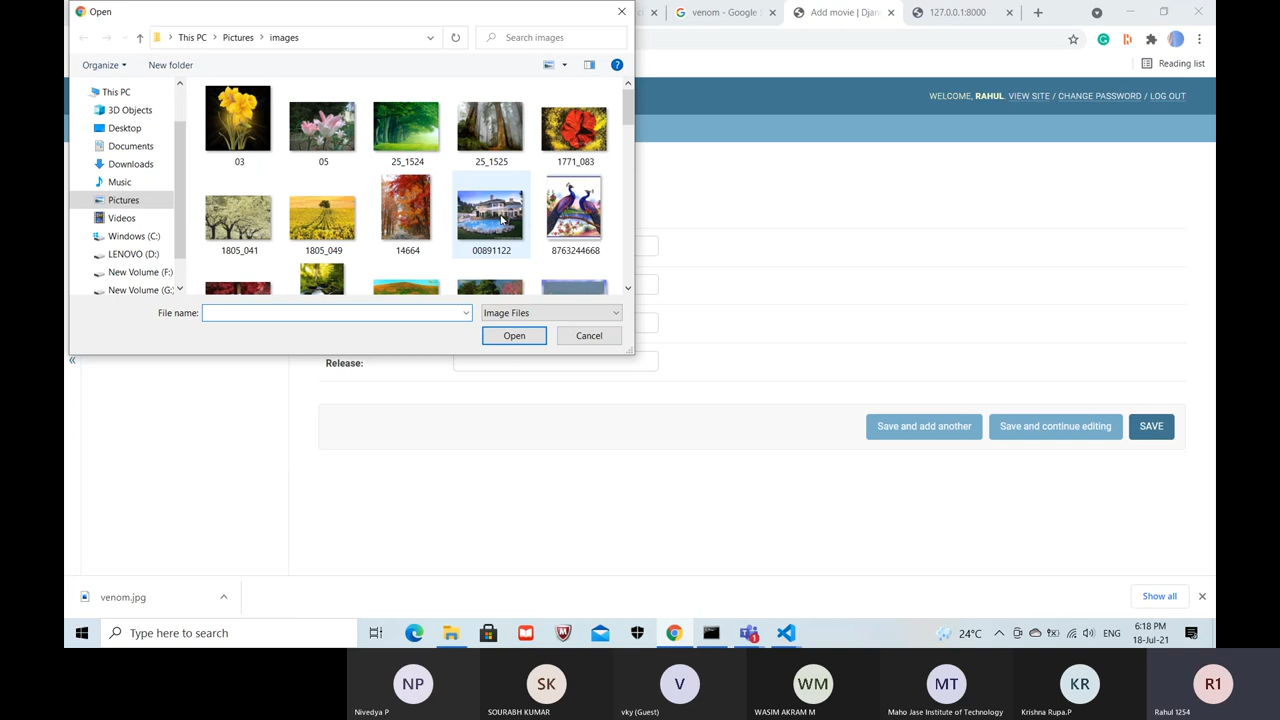 Open
venom - Google
Add movie | Djan
127.0.0.1:8000
This PC
Pictures
images
Search images
Reading list
Organize
New folder
WELCOME, RAHUL. VIEW SITE / CHANGE PASSWORD / LOG OUT
This PC
3D Objects
Desktop
Documents
Downloads
Music
Pictures
Videos
Windows (C:)
LENOVO (D:)
New Volume (F:)
New Volume (G:)
03
05
25_1524
25_1525
1771_083
1805_041
1805_049
14664
00891122
8763244668
File name:
Image Files
Open
Cancel
Release:
Save and add another
Save and continue editing
SAVE
venom.jpg
Show all
Type here to search
24°C
ENG
6:18 PM
18-Jul-21
NP
SK
V
WM
MT
KR
R1
Nivedya P
SOURABH KUMAR
vky (Guest)
WASIM AKRAM M
Maho Jase Institute of Technology
Krishna Rupa.P
Rahul 1254